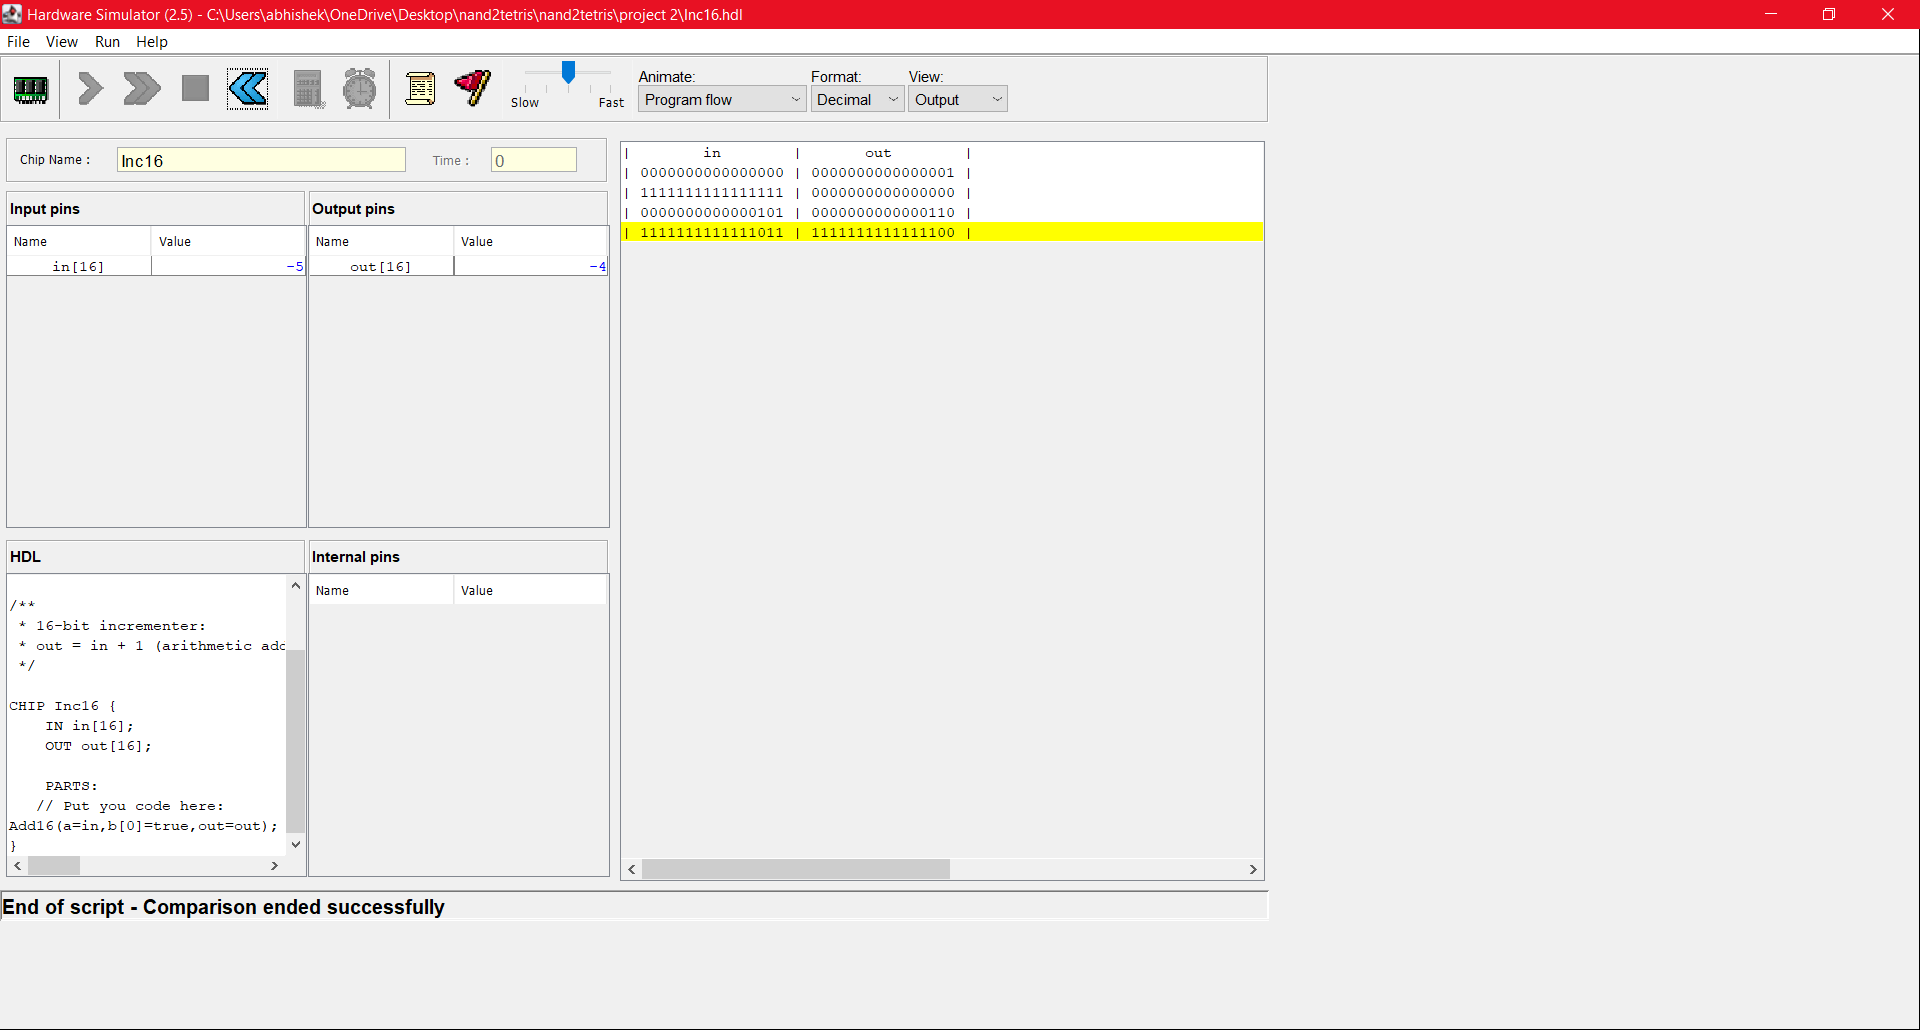 Hardware Simulator (2.5) - C:\Users\abhishek\OneDrive\Desktop\nand2tetris\nand2tetris\project 2\Inc16.hdl
File View Run Help
Slow Fast
Animate: Format: View:
Program flow Decimal Output
Chip Name : Inc16 Time : 0
Input pins Output pins
Name Value Name Value
in[16] -5 out[16] -4
| in | out |
| 0000000000000000 | 0000000000000001 |
| 1111111111111111 | 0000000000000000 |
| 0000000000000101 | 0000000000000110 |
| 1111111111111011 | 1111111111111100 |
HDL
/**
* 16-bit incrementer:
* out = in + 1 (arithmetic add
*/
CHIP Inc16 {
IN in[16];
OUT out[16];
PARTS:
// Put you code here:
Add16(a=in,b[0]=true,out=out);
}
Internal pins
Name Value
End of script - Comparison ended successfully